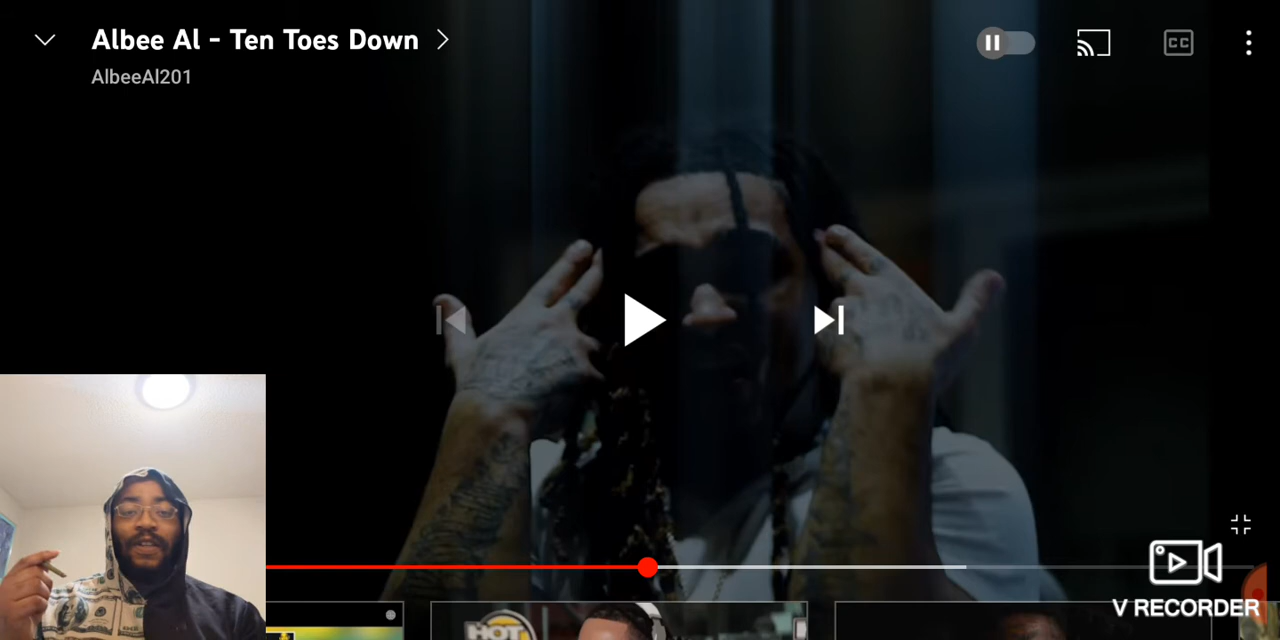 Albee Al - Ten Toes Down
AlbeeAl201
CC
V RECORDER
HOT